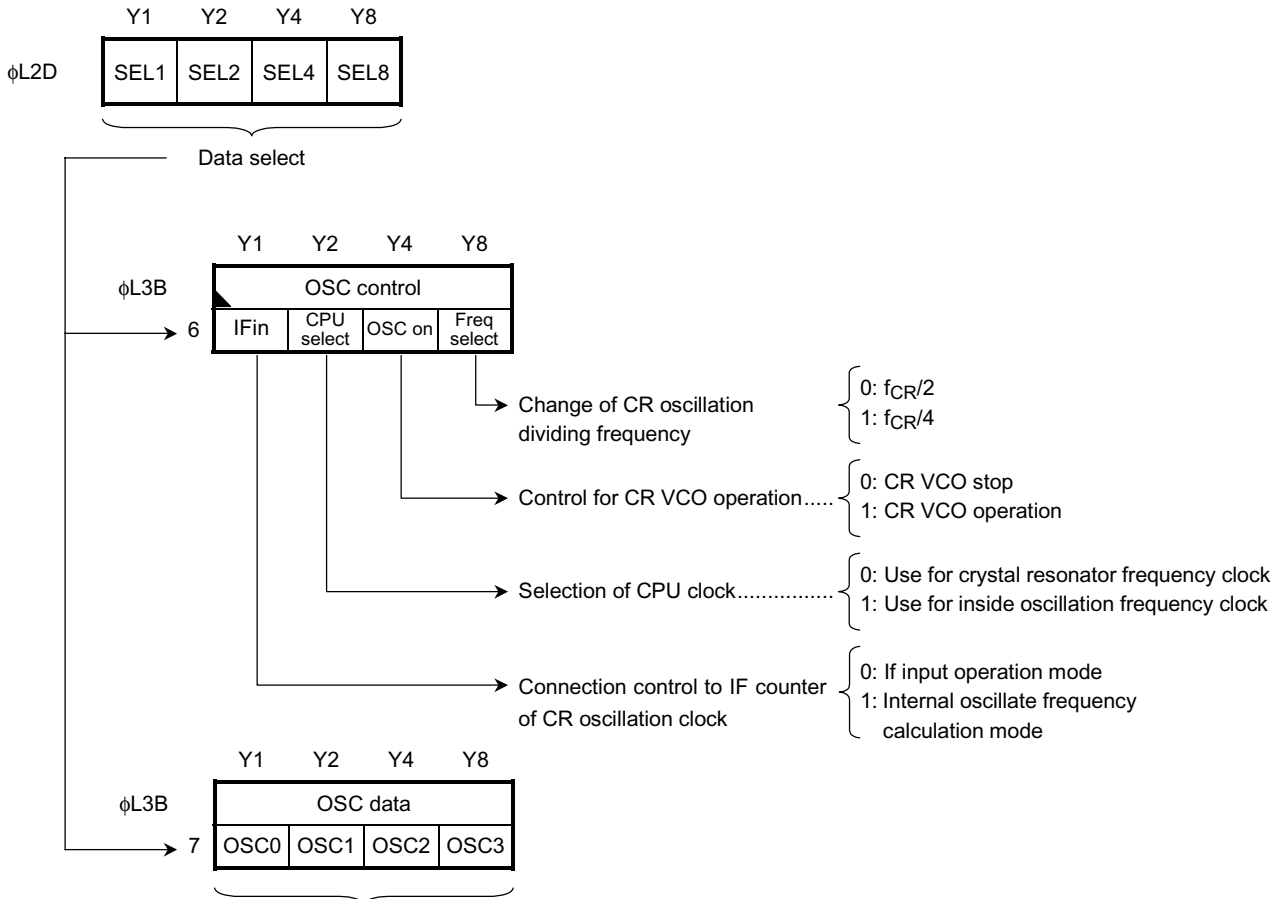 Y1 Y2 Y4 Y8
ϕL2D SEL1 SEL2 SEL4 SEL8
Data select
Y1 Y2 Y4 Y8
ϕL3B OSC control
6 IFin CPU select OSC on Freq select
Change of CR oscillation
dividing frequency
0: fCR/2
1: fCR/4
Control for CR VCO operation.....
0: CR VCO stop
1: CR VCO operation
Selection of CPU clock................
0: Use for crystal resonator frequency clock
1: Use for inside oscillation frequency clock
Connection control to IF counter
of CR oscillation clock
0: If input operation mode
1: Internal oscillate frequency
calculation mode
Y1 Y2 Y4 Y8
ϕL3B OSC data
7 OSC0 OSC1 OSC2 OSC3